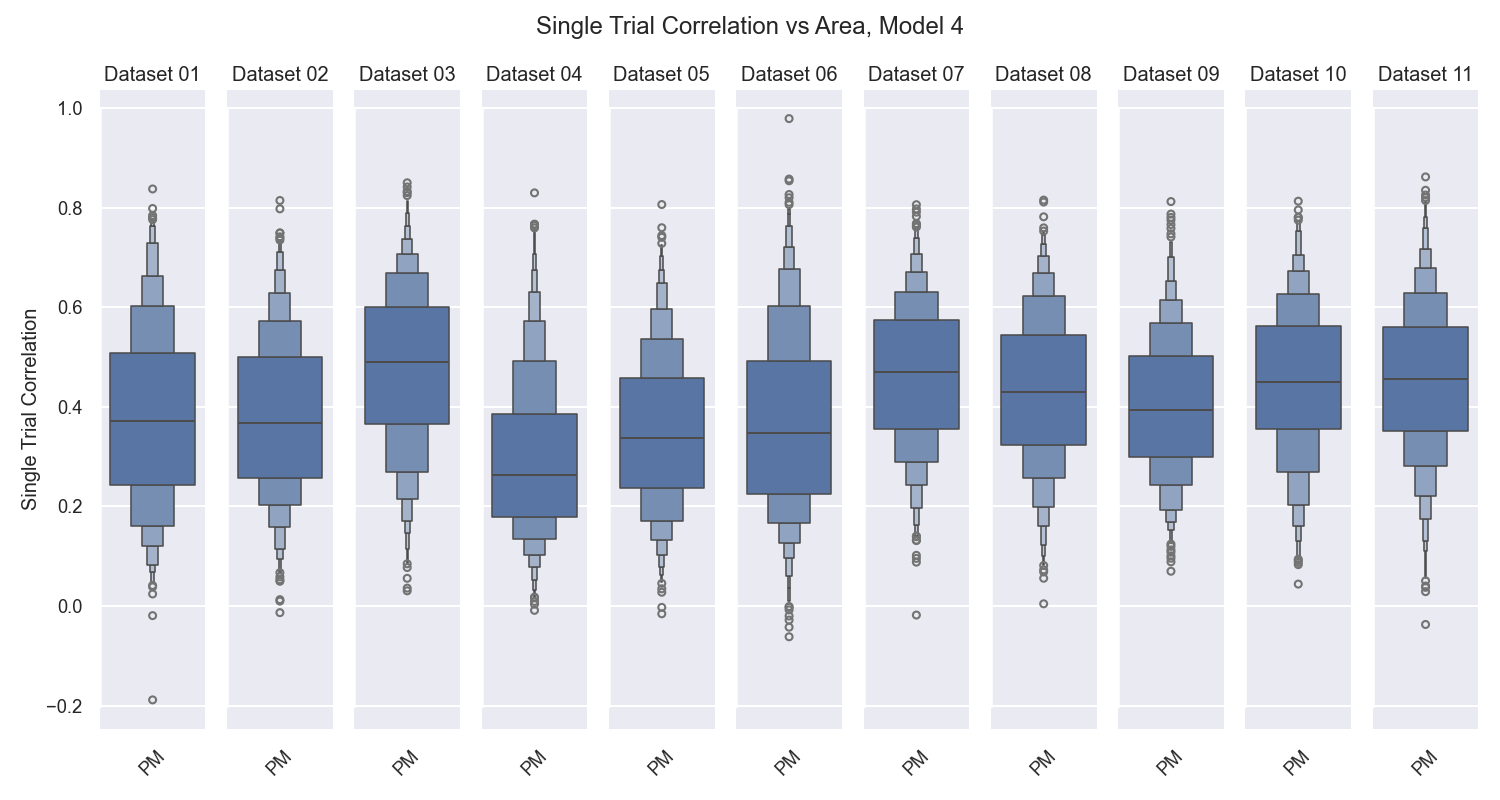 Single Trial Correlation vs Area, Model 4
Dataset 01
Dataset 02
Dataset 03
Dataset 04
Dataset 05
Dataset 06
Dataset 07
Dataset 08
Dataset 09
Dataset 10
Dataset 11
Single Trial Correlation
1.0
0.8
0.6
0.4
0.2
0.0
−0.2
PM
PM
PM
PM
PM
PM
PM
PM
PM
PM
PM